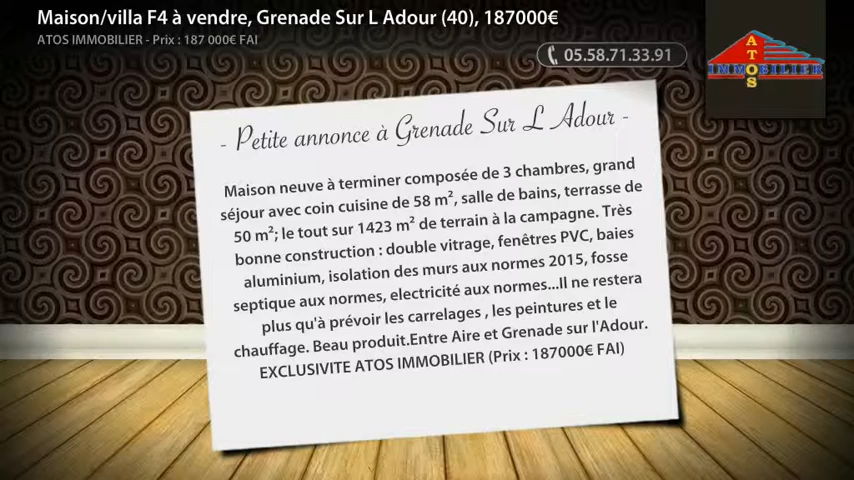 Maison/villa F4 à vendre, Grenade Sur L Adour (40), 187000€
ATOS IMMOBILIER - Prix : 187 000€ FAI
05.58.71.33.91
ATOS
IMMOBILIER
- Petite annonce à Grenade Sur L Adour -
Maison neuve à terminer composée de 3 chambres, grand
séjour avec coin cuisine de 58 m², salle de bains, terrasse de
50 m²; le tout sur 1423 m² de terrain à la campagne. Très
bonne construction : double vitrage, fenêtres PVC, baies
aluminium, isolation des murs aux normes 2015, fosse
septique aux normes, electricité aux normes...Il ne restera
plus qu'à prévoir les carrelages , les peintures et le
chauffage. Beau produit.Entre Aire et Grenade sur l'Adour.
EXCLUSIVITE ATOS IMMOBILIER (Prix : 187000€ FAI)